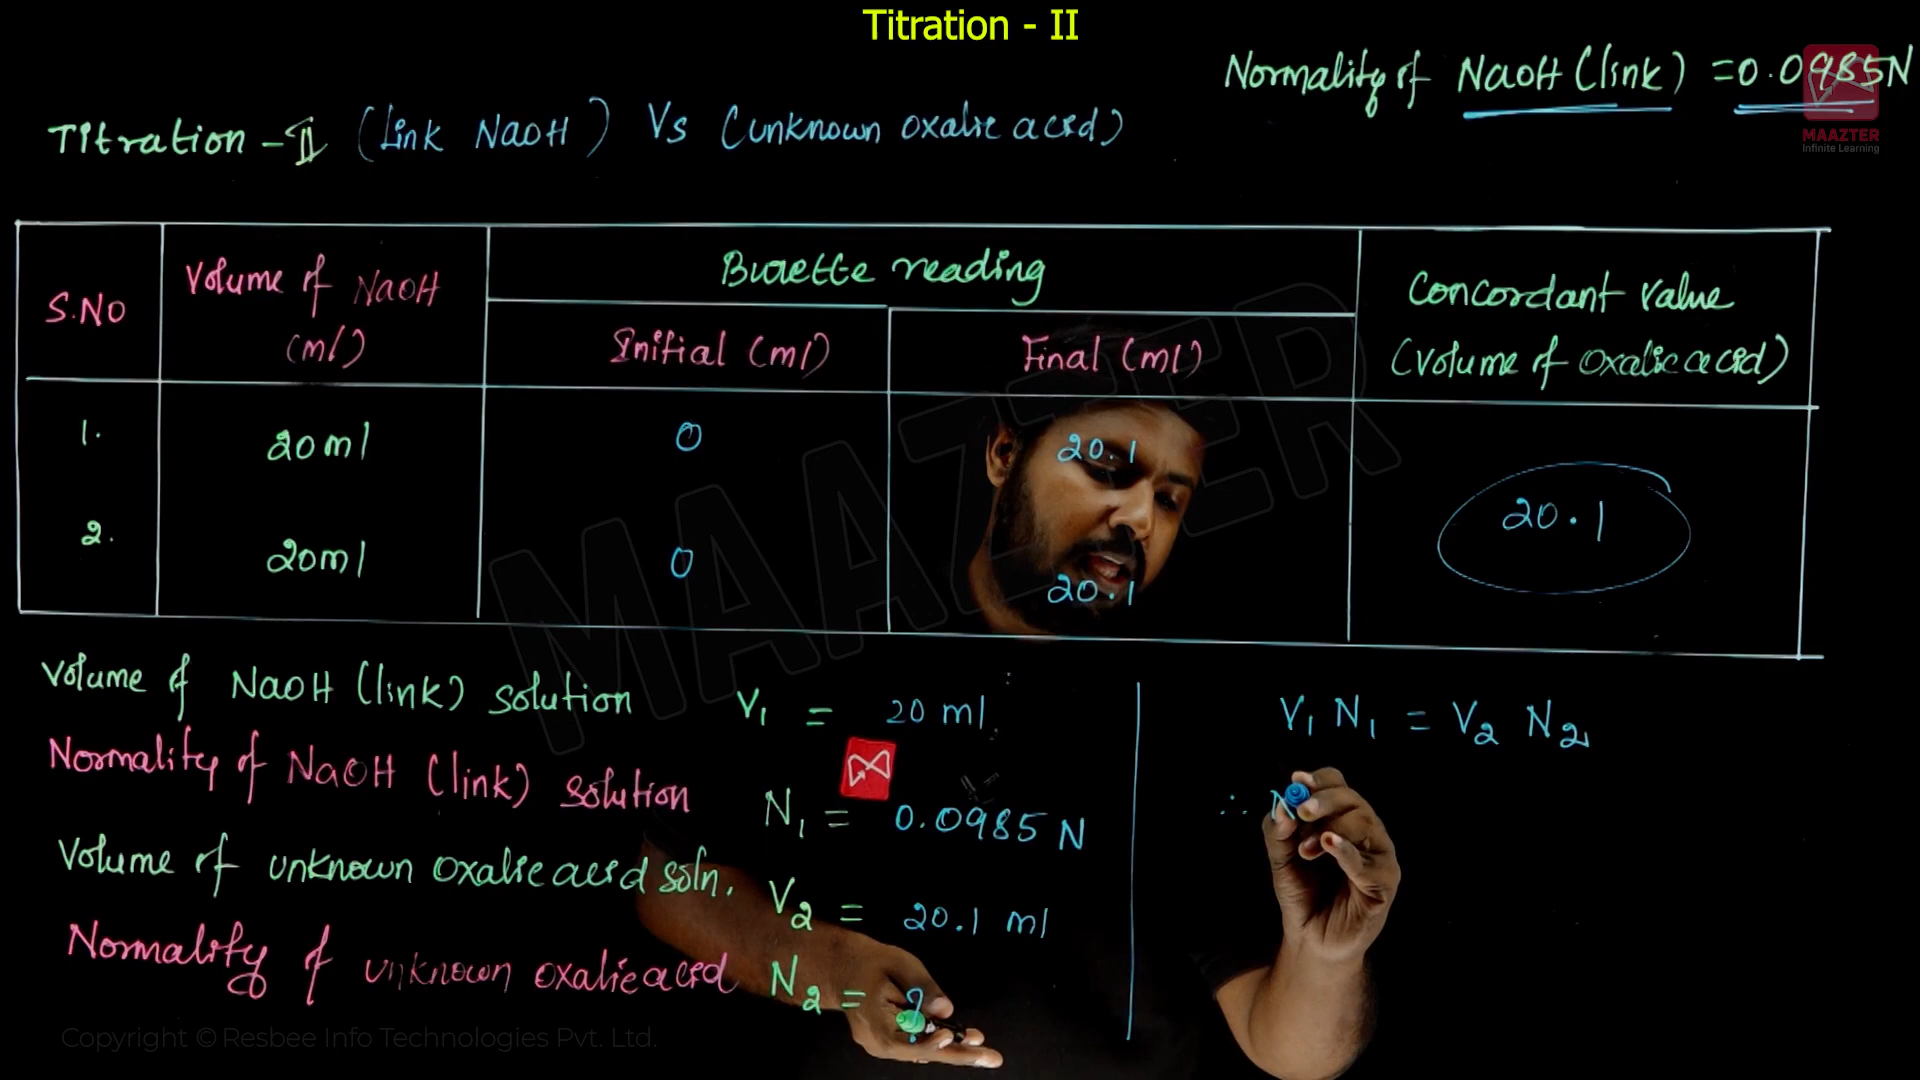 Titration - II
Normality of NaOH (link) = 0.0985N
MAAZTER
Infinite Learning
Titration - II (Link NaOH) Vs (unknown oxalic acid)
S.NO
Volume of NaOH
(ml)
Burette reading
Initial (ml)
Final (ml)
Concordant Value
(volume of oxalic acid)
1.
20ml
0
20.1
20.1
2.
20ml
0
20.1
MAAZTER
Volume of NaOH (link) solution V1 = 20 ml.
Normality of NaOH (link) solution N1 = 0.0985 N
Volume of unknown oxalic acid soln. V2 = 20.1 ml
Normality of unknown oxalic acid N2 = ?
V1 N1 = V2 N2
∴ N
Copyright © Resbee Info Technologies Pvt. Ltd.